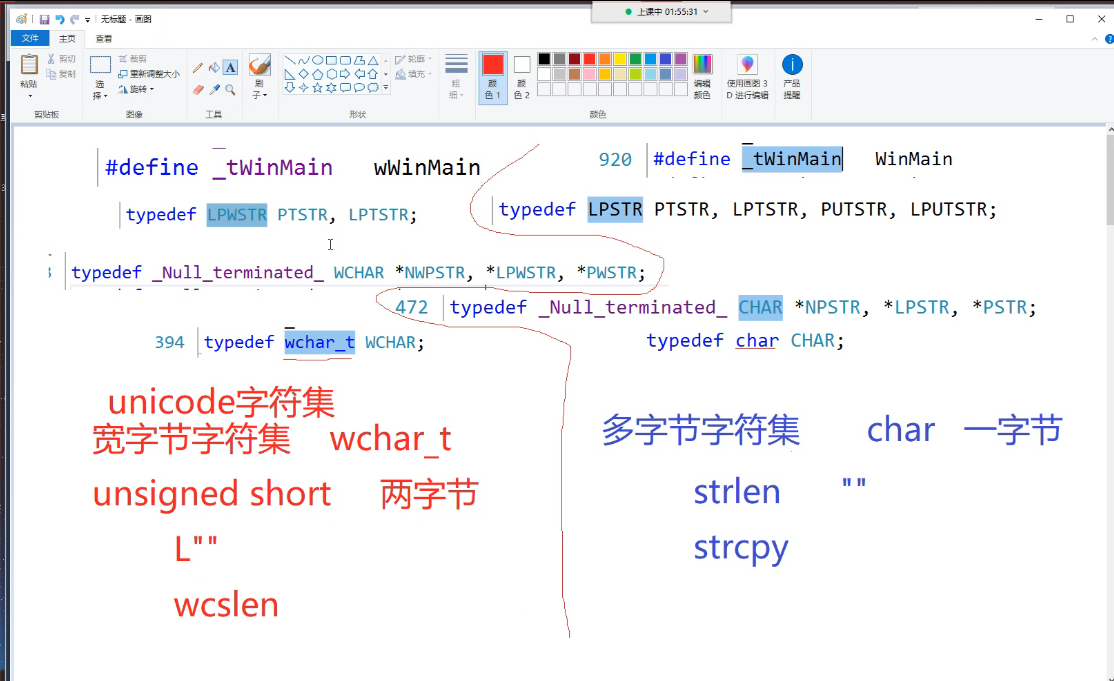 上课中 01:55:31
无标题 - 画图
文件 主页 查看
粘贴 剪切 复制 剪贴板
选择 裁剪 重新调整大小 旋转 图像
工具
刷子
形状 轮廓 填充
粗细
颜色 1 颜色 2 编辑颜色 颜色
使用画图 3D 进行编辑
产品提醒
#define _tWinMain wWinMain
typedef LPWSTR PTSTR, LPTSTR;
typedef _Null_terminated_ WCHAR *NWPSTR, *LPWSTR, *PWSTR;
394 typedef wchar_t WCHAR;
unicode字符集
宽字节字符集 wchar_t
unsigned short 两字节
L""
wcslen
920 #define _tWinMain WinMain
typedef LPSTR PTSTR, LPTSTR, PUTSTR, LPUTSTR;
472 typedef _Null_terminated_ CHAR *NPSTR, *LPSTR, *PSTR;
typedef char CHAR;
多字节字符集 char 一字节
strlen ""
strcpy